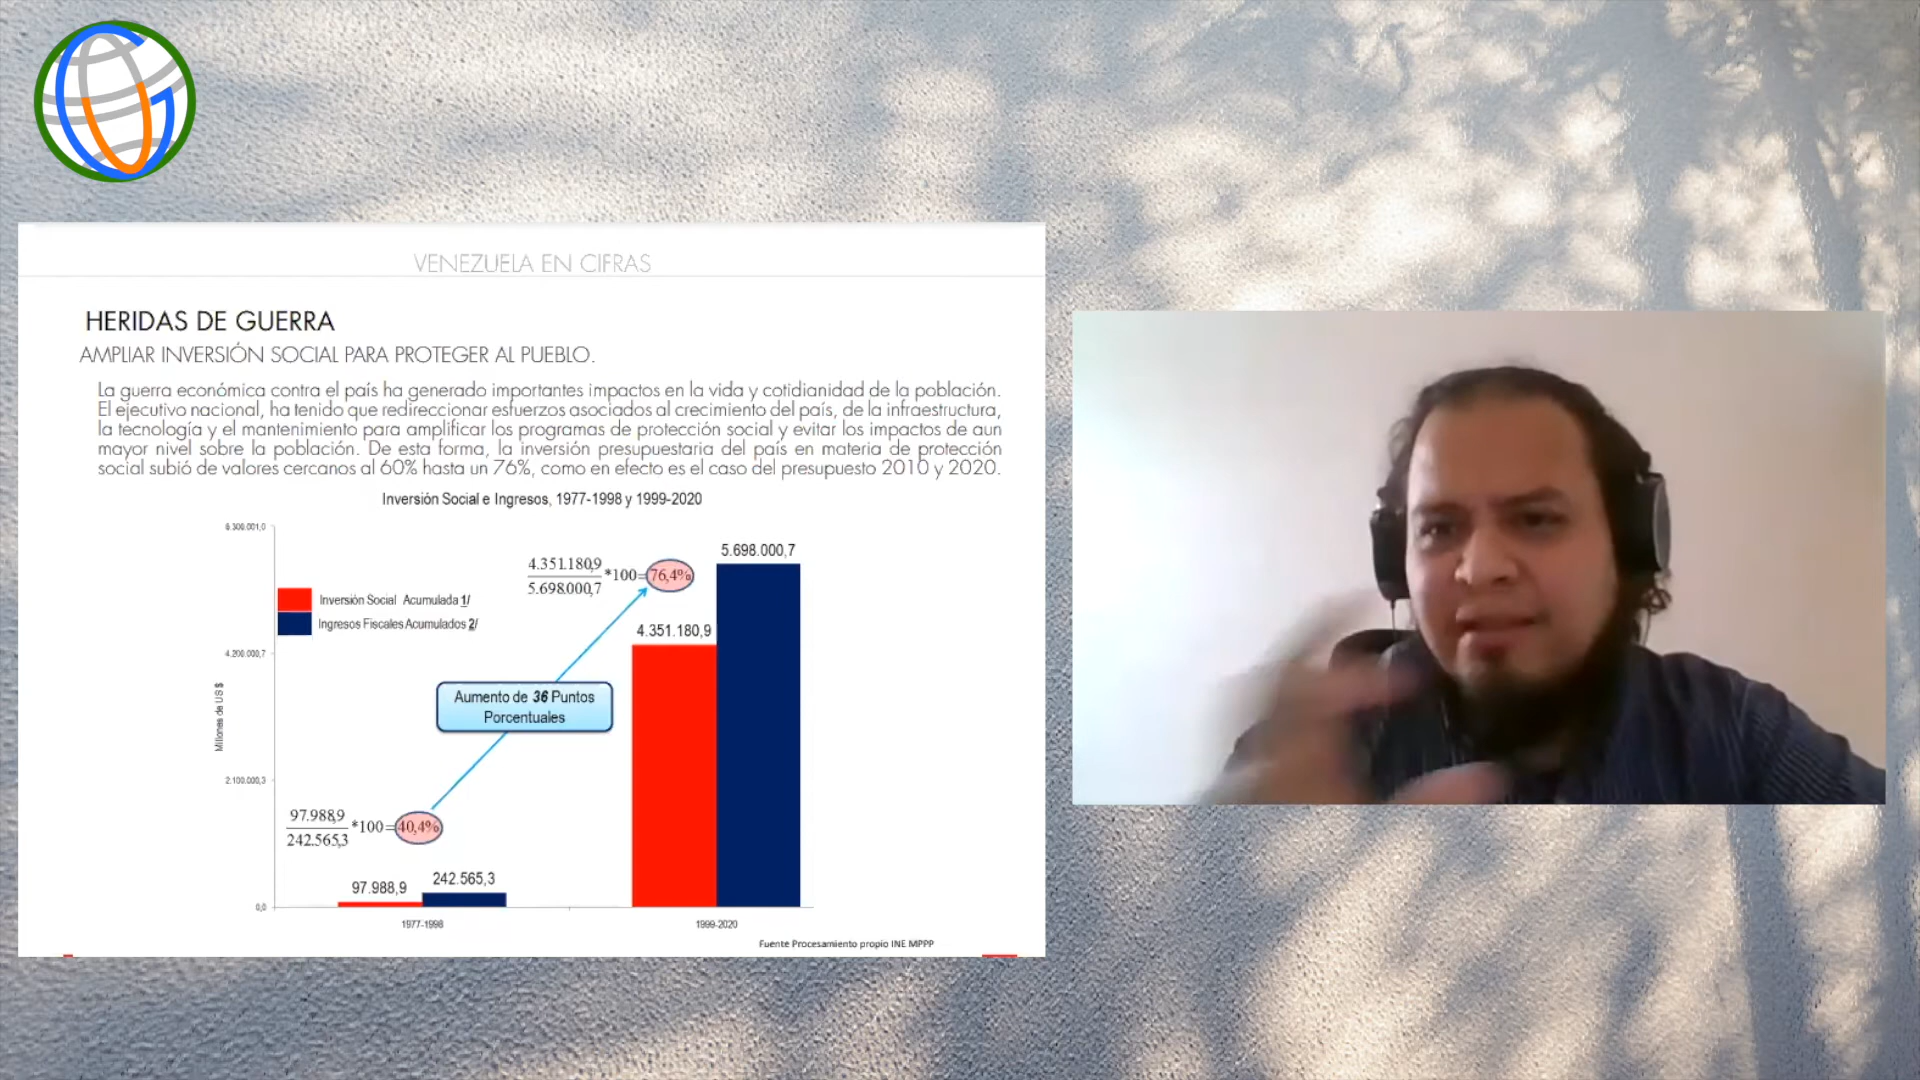 VENEZUELA EN CIFRAS
HERIDAS DE GUERRA
AMPLIAR INVERSIÓN SOCIAL PARA PROTEGER AL PUEBLO.
La guerra económica contra el país ha generado importantes impactos en la vida y cotidianidad de la población.
El ejecutivo nacional, ha tenido que redireccionar esfuerzos asociados al crecimiento del país, de la infraestructura,
la tecnología y el mantenimiento para amplificar los programas de protección social y evitar los impactos de aun
mayor nivel sobre la población. De esta forma, la inversión presupuestaria del país en materia de protección
social subió de valores cercanos al 60% hasta un 76%, como en efecto es el caso del presupuesto 2010 y 2020.
Inversión Social e Ingresos, 1977-1998 y 1999-2020
6.300.001,0
4.200.000,7
2.100.000,3
0,0
Millones de US $
Inversión Social Acumulada 1/
Ingresos Fiscales Acumulados 2/
4.351.180,9
5.698.000,7
*100=
76,4%
5.698.000,7
4.351.180,9
Aumento de 36 Puntos
Porcentuales
97.988,9
242.565,3
*100=
40,4%
97.988,9
242.565,3
1977-1998
1999-2020
Fuente Procesamiento propio INE MPPP